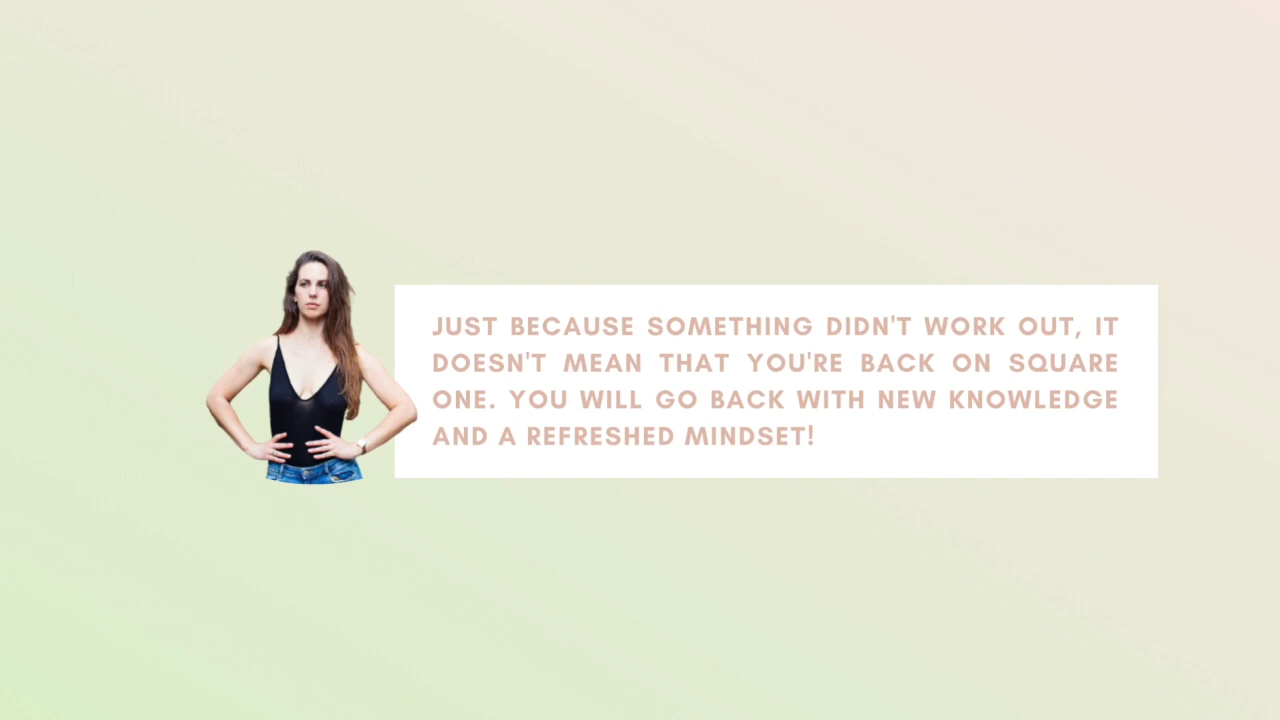 JUST BECAUSE SOMETHING DIDN'T WORK OUT, IT
DOESN'T MEAN THAT YOU'RE BACK ON SQUARE
ONE. YOU WILL GO BACK WITH NEW KNOWLEDGE
AND A REFRESHED MINDSET!